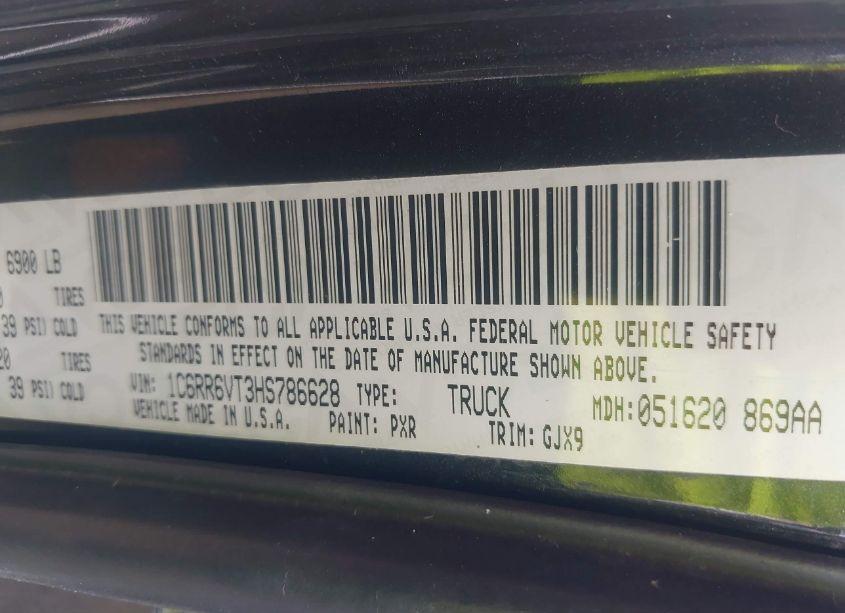 6900 LB
0 TIRES
39 PSI) COLD
20 TIRES
39 PSI) COLD
THIS VEHICLE CONFORMS TO ALL APPLICABLE U.S.A. FEDERAL MOTOR VEHICLE SAFETY
STANDARDS IN EFFECT ON THE DATE OF MANUFACTURE SHOWN ABOVE.
VIN: 1C6RR6VT3HS786628 TYPE: TRUCK MDH:051620 869AA
VEHICLE MADE IN U.S.A. PAINT: PXR TRIM: GJX9